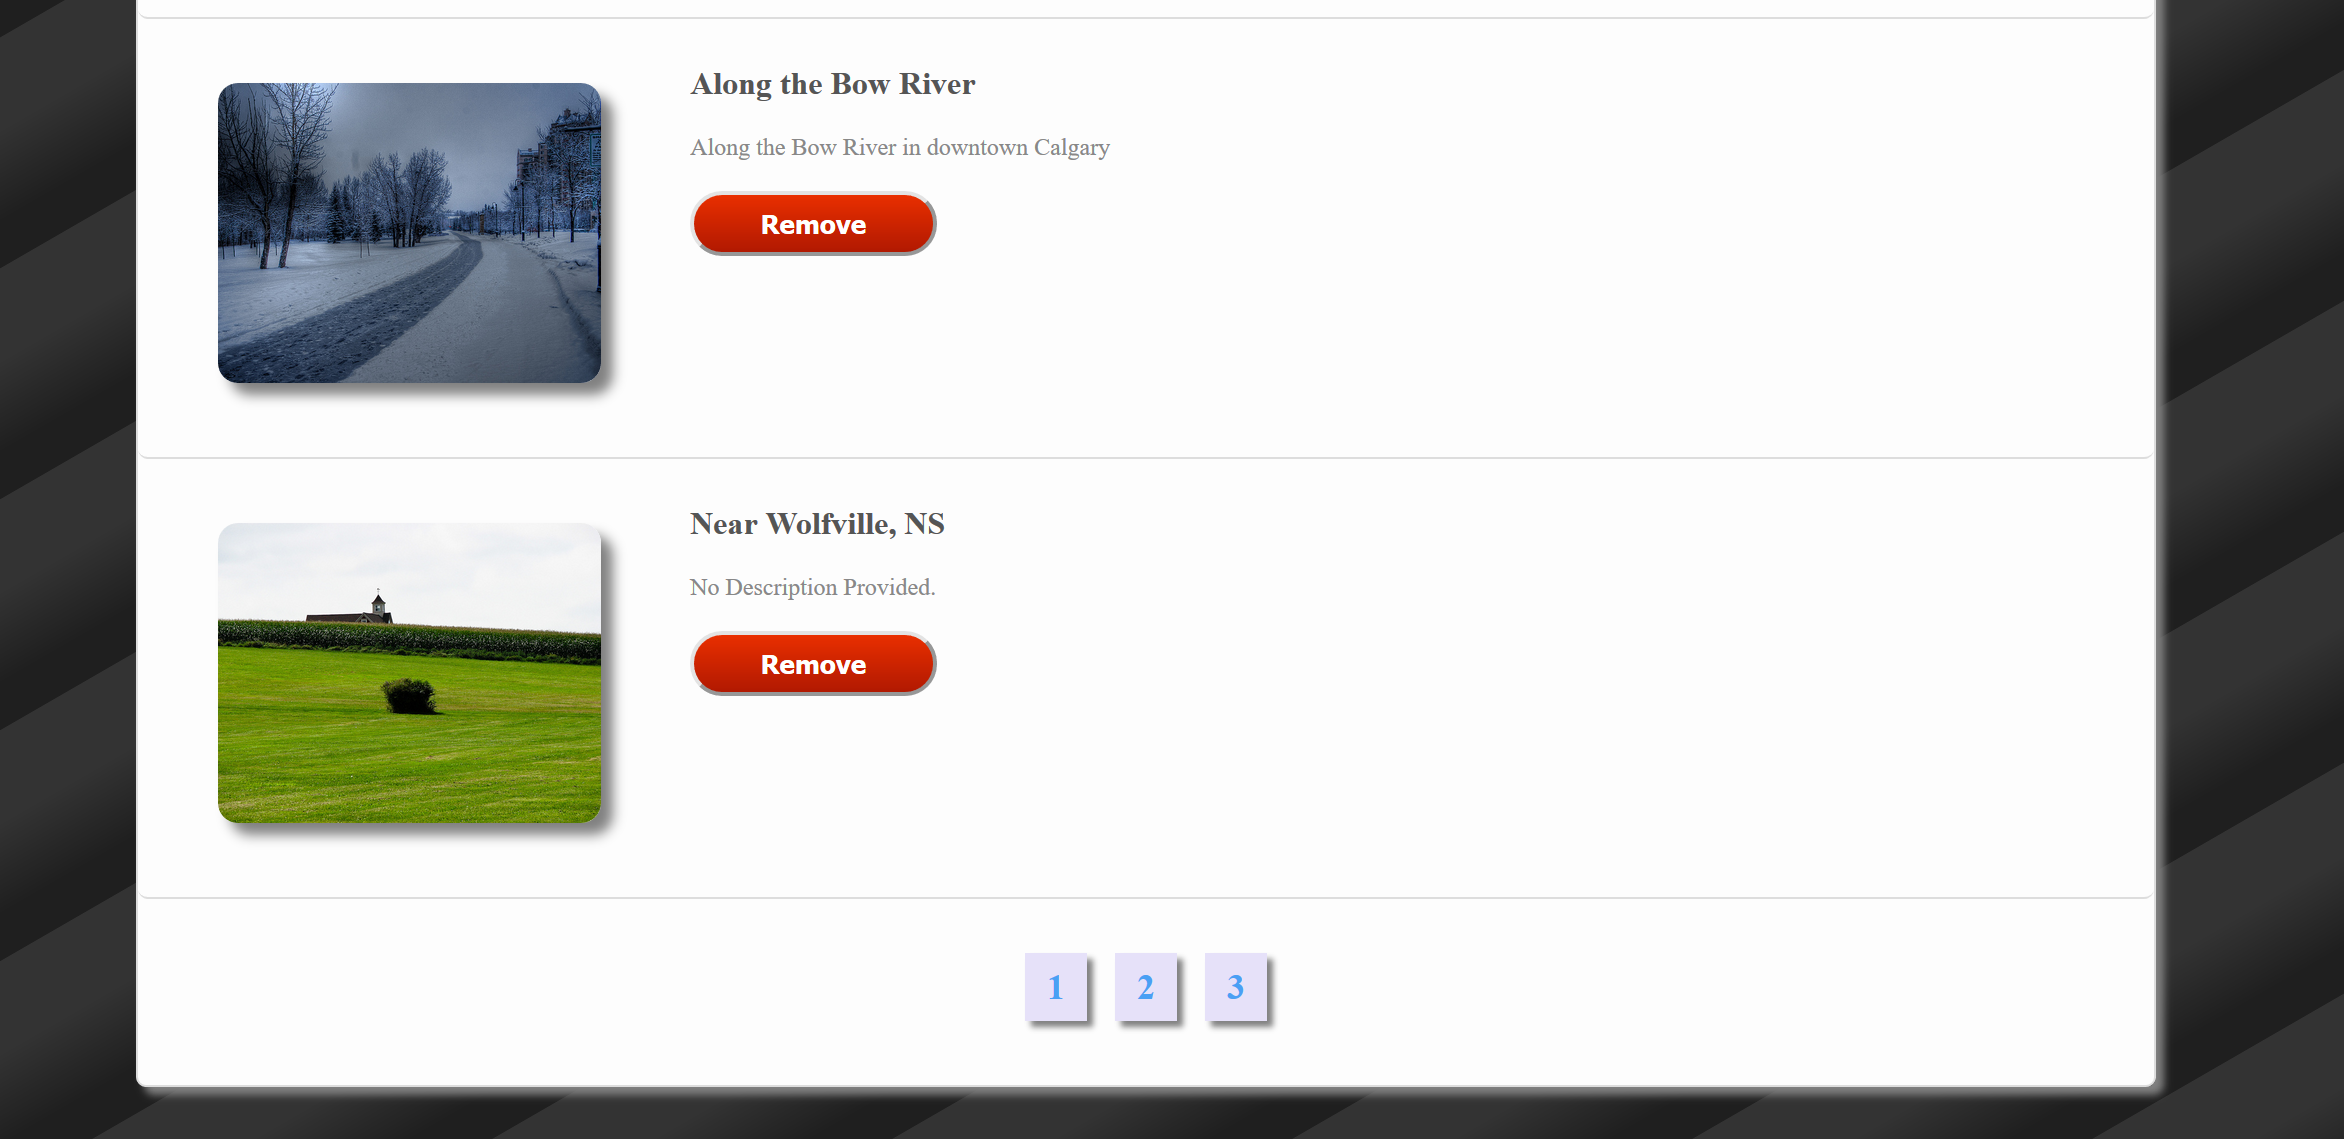 Along the Bow River
Along the Bow River in downtown Calgary
Remove
Near Wolfville, NS
No Description Provided.
Remove
1 2 3